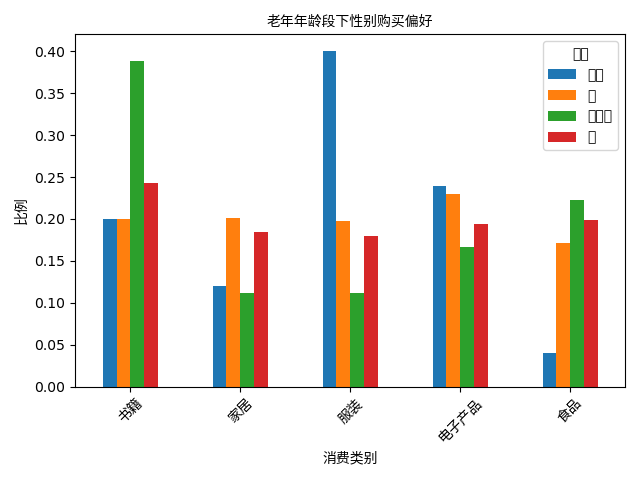 老年年龄段下性别购买偏好
0.40
0.35
0.30
0.25
0.20
0.15
0.10
0.05
0.00
比例
书籍
家居
服装
电子产品
食品
消费类别